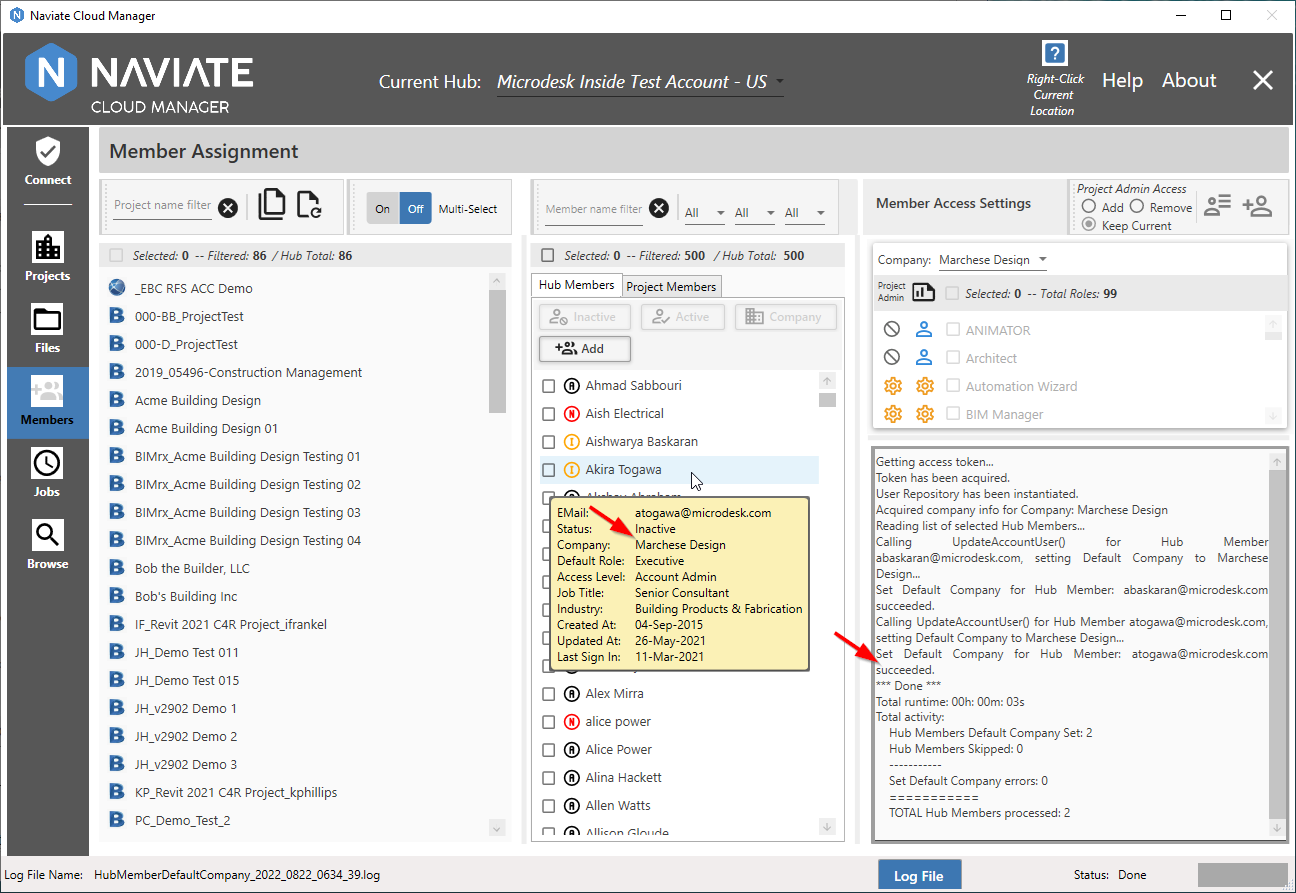 Naviate Cloud Manager
NAVIATE
CLOUD MANAGER
Current Hub: Microdesk Inside Test Account - US
?
Right-Click
Current
Location
Help About
Connect
Projects
Files
Members
Jobs
Browse
Member Assignment
Project name filter
On Off Multi-Select
Selected: 0 -- Filtered: 86 / Hub Total: 86
_EBC RFS ACC Demo
000-BB_ProjectTest
000-D_ProjectTest
2019_05496-Construction Management
Acme Building Design
Acme Building Design 01
BIMrx_Acme Building Design Testing 01
BIMrx_Acme Building Design Testing 02
BIMrx_Acme Building Design Testing 03
BIMrx_Acme Building Design Testing 04
Bob the Builder, LLC
Bob's Building Inc
IF_Revit 2021 C4R Project_ifrankel
JH_Demo Test 011
JH_Demo Test 015
JH_v2902 Demo 1
JH_v2902 Demo 2
JH_v2902 Demo 3
KP_Revit 2021 C4R Project_kphillips
PC_Demo_Test_2
Member name filter
All All All
Selected: 0 -- Filtered: 500 / Hub Total: 500
Hub Members Project Members
Inactive Active Company
Add
Ahmad Sabbouri
Aish Electrical
Aishwarya Baskaran
Akira Togawa
Akshay Abraham
EMail: atogawa@microdesk.com
Status: Inactive
Company: Marchese Design
Default Role: Executive
Access Level: Account Admin
Job Title: Senior Consultant
Industry: Building Products & Fabrication
Created At: 04-Sep-2015
Updated At: 26-May-2021
Last Sign In: 11-Mar-2021
Alex Mirra
alice power
Alice Power
Alina Hackett
Allen Watts
Allison Gloude
Member Access Settings
Project Admin Access
Add Remove
Keep Current
Company: Marchese Design
Project
Admin
Selected: 0 -- Total Roles: 99
ANIMATOR
Architect
Automation Wizard
BIM Manager
Getting access token...
Token has been acquired.
User Repository has been instantiated.
Acquired company info for Company: Marchese Design
Reading list of selected Hub Members...
Calling UpdateAccountUser() for Hub Member
abaskaran@microdesk.com, setting Default Company to Marchese
Design...
Set Default Company for Hub Member: abaskaran@microdesk.com
succeeded.
Calling UpdateAccountUser() for Hub Member atogawa@microdesk.com,
setting Default Company to Marchese Design...
Set Default Company for Hub Member: atogawa@microdesk.com
succeeded.
*** Done ***
Total runtime: 00h: 00m: 03s
Total activity:
Hub Members Default Company Set: 2
Hub Members Skipped: 0
-----------
Set Default Company errors: 0
===========
TOTAL Hub Members processed: 2
Log File Name: HubMemberDefaultCompany_2022_0822_0634_39.log
Log File
Status: Done